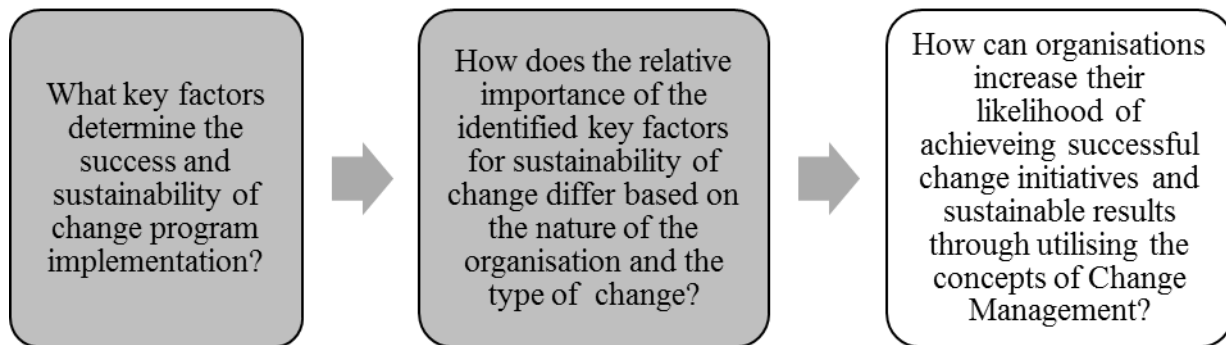 What key factors
determine the
success and
sustainability of
change program
implementation?
How does the relative
importance of the
identified key factors
for sustainability of
change differ based on
the nature of the
organisation and the
type of change?
How can organisations
increase their
likelihood of
achieveing successful
change initiatives and
sustainable results
through utilising the
concepts of Change
Management?